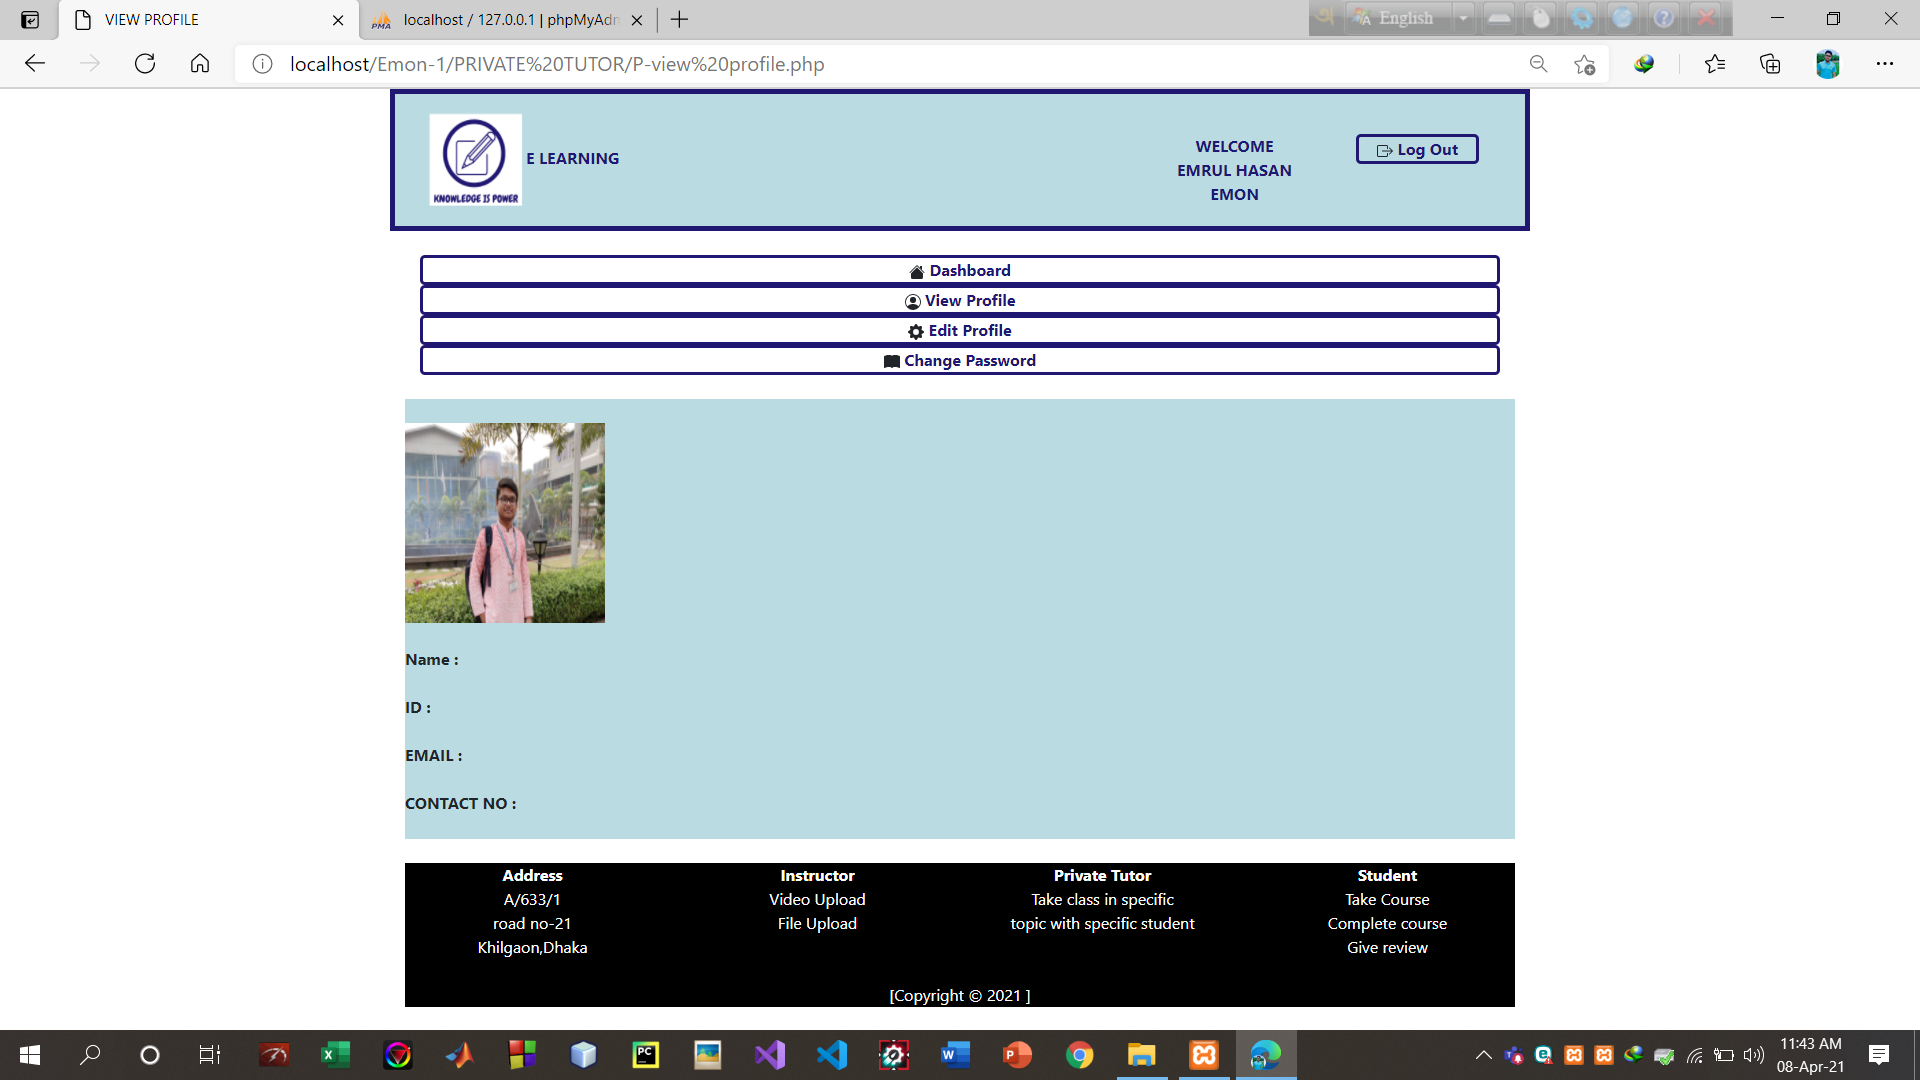 VIEW PROFILE
localhost / 127.0.0.1 | phpMyAdm
English
localhost/Emon-1/PRIVATE%20TUTOR/P-view%20profile.php
KNOWLEDGE IS POWER
E LEARNING
WELCOME
EMRUL HASAN
EMON
Log Out
Dashboard
View Profile
Edit Profile
Change Password
Name :
ID :
EMAIL :
CONTACT NO :
Address
A/633/1
road no-21
Khilgaon,Dhaka
Instructor
Video Upload
File Upload
Private Tutor
Take class in specific
topic with specific student
Student
Take Course
Complete course
Give review
[Copyright © 2021 ]
11:43 AM
08-Apr-21